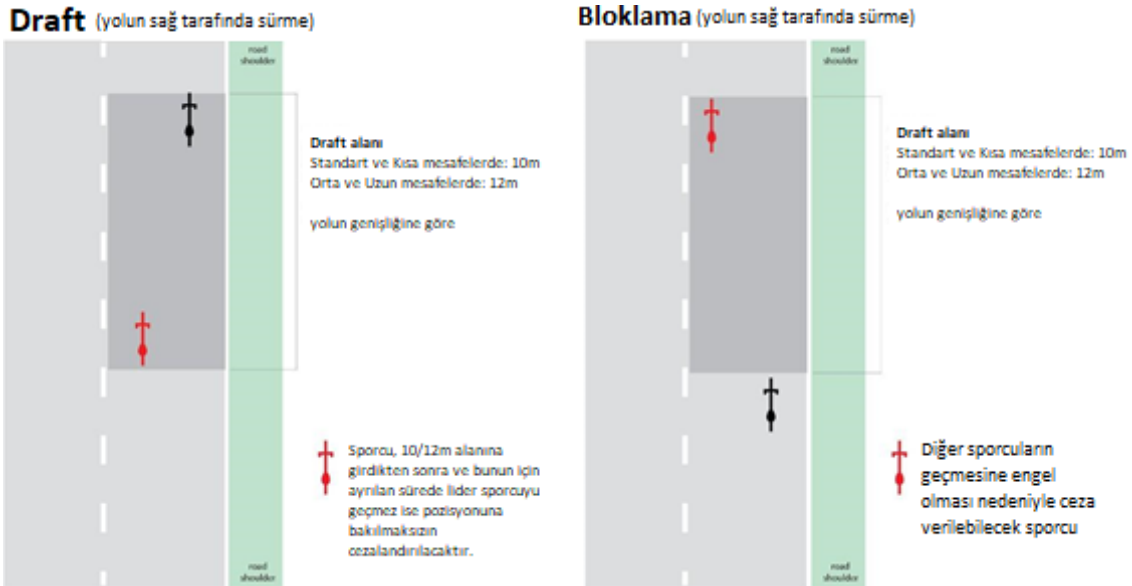 Draft (yolun sağ tarafında sürme)
road
shoulder
Draft alanı
Standart ve Kısa mesafelerde: 10m
Orta ve Uzun mesafelerde: 12m
yolun genişliğine göre
Sporcu, 10/12m alanına
girdikten sonra ve bunun için
ayrılan sürede lider sporcuyu
geçmez ise pozisyonuna
bakılmaksızın
cezalandırılacaktır.
road
shoulder
Bloklama (yolun sağ tarafında sürme)
road
shoulder
Draft alanı
Standart ve Kısa mesafelerde: 10m
Orta ve Uzun mesafelerde: 12m
yolun genişliğine göre
Diğer sporcuların
geçmesine engel
olması nedeniyle ceza
verilebilecek sporcu
road
shoulder